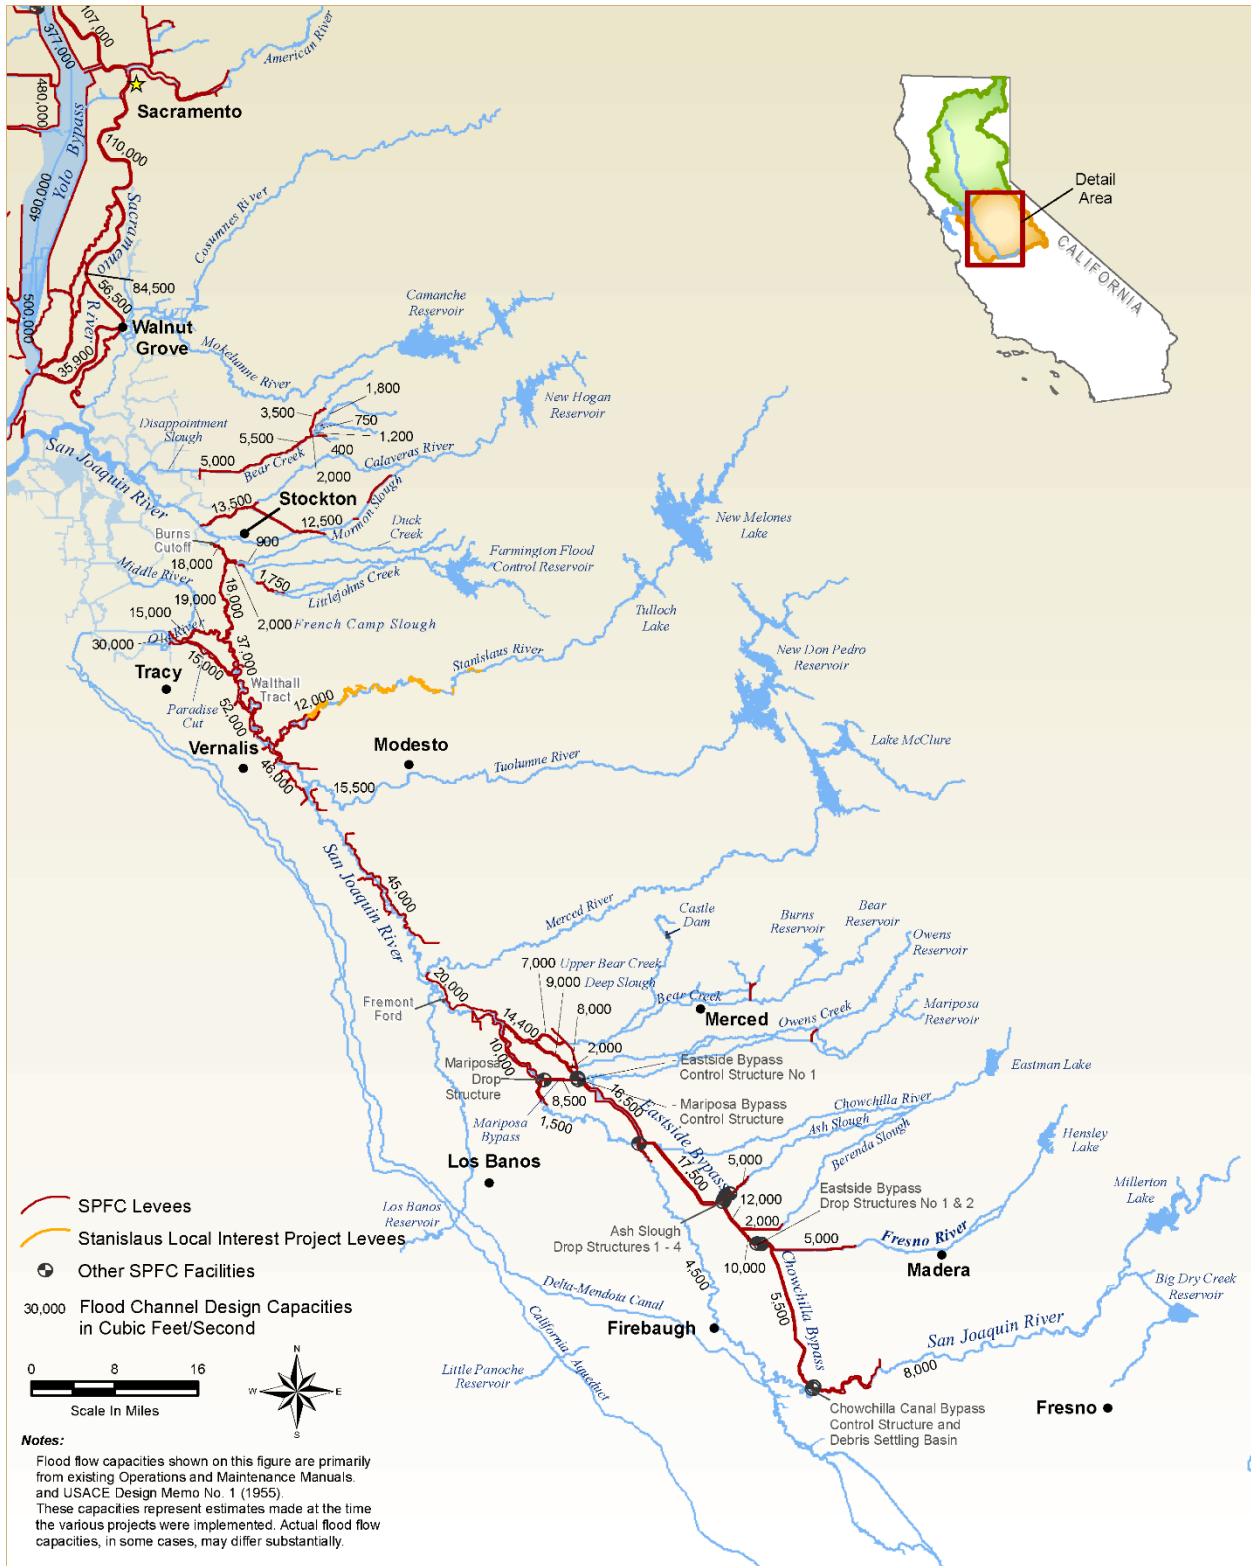 107,000
377,000
American River
480,000
Sacramento
Yolo Bypass
110,000
490,000
Sacramento River
Cosumnes River
84,500
56,500
500,000
Walnut
Grove
35,900
Mokelumne River
Camanche
Reservoir
Detail
Area
CALIFORNIA
1,800
3,500
750
New Hogan
Reservoir
Disappointment
Slough
5,500
1,200
400
Calaveras River
5,000
Bear Creek
2,000
San Joaquin River
13,500
Stockton
Mormon Slough
12,500
Duck
Creek
New Melones
Lake
Burns
Cutoff
900
18,000
Farmington Flood
Control Reservoir
Middle River
1,750
Littlejohns Creek
18,000
19,000
15,000
2,000
French Camp Slough
Tulloch
Lake
Old River
30,000
37,000
Stanislaus River
New Don Pedro
Reservoir
Tracy
15,000
Walthall
Tract
Paradise
Cut
52,000
12,000
Vernalis
46,000
Modesto
Lake McClure
15,500
Tuolumne River
San Joaquin River
45,000
Merced River
Castle
Dam
Burns
Reservoir
Bear
Reservoir
Owens
Reservoir
7,000
Upper Bear Creek
9,000
Deep Slough
20,000
Fremont
Ford
8,000
Bear Creek
Merced
Owens Creek
Mariposa
Reservoir
14,400
10,000
2,000
Mariposa
Drop
Structure
- Eastside Bypass
Control Structure No 1
Eastman Lake
8,500
16,500
- Mariposa Bypass
Control Structure
Mariposa
Bypass
1,500
Eastside Bypass
Chowchilla River
Ash Slough
Berenda Slough
Hensley
Lake
Los Banos
17,500
5,000
Eastside Bypass
Drop Structures No 1 & 2
Millerton
Lake
12,000
2,000
Los Banos
Reservoir
Ash Slough
Drop Structures 1 - 4
5,000
Fresno River
10,000
Madera
4,500
Chowchilla Bypass
5,500
Delta-Mendota Canal
Big Dry Creek
Reservoir
California Aqueduct
Firebaugh
San Joaquin River
8,000
Little Panoche
Reservoir
Chowchilla Canal Bypass
Control Structure and
Debris Settling Basin
Fresno
SPFC Levees
Stanislaus Local Interest Project Levees
Other SPFC Facilities
30,000 Flood Channel Design Capacities
in Cubic Feet/Second
0 8 16
Scale In Miles
N
W E
S
Notes:
Flood flow capacities shown on this figure are primarily
from existing Operations and Maintenance Manuals.
and USACE Design Memo No. 1 (1955).
These capacities represent estimates made at the time
the various projects were implemented. Actual flood flow
capacities, in some cases, may differ substantially.